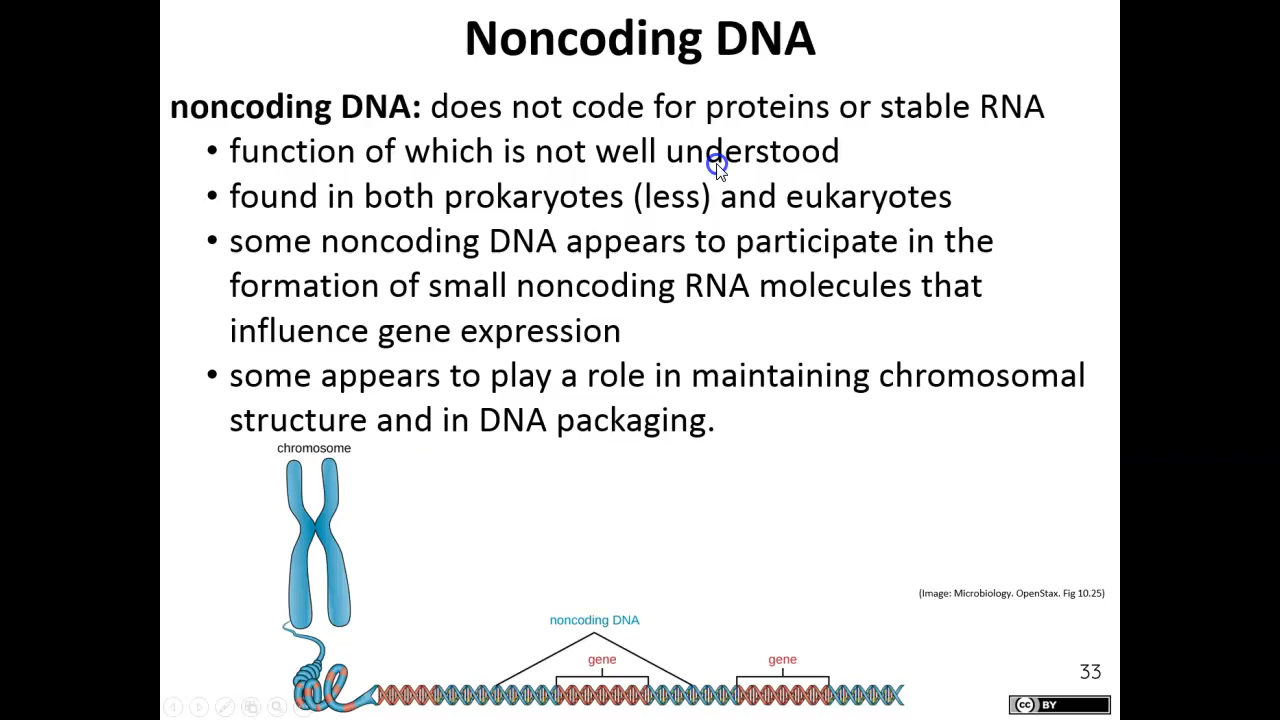 Noncoding DNA
noncoding DNA: does not code for proteins or stable RNA
• function of which is not well understood
• found in both prokaryotes (less) and eukaryotes
• some noncoding DNA appears to participate in the
formation of small noncoding RNA molecules that
influence gene expression
• some appears to play a role in maintaining chromosomal
structure and in DNA packaging.
chromosome
(Image: Microbiology. OpenStax. Fig 10.25)
noncoding DNA
gene
gene
33
cc BY